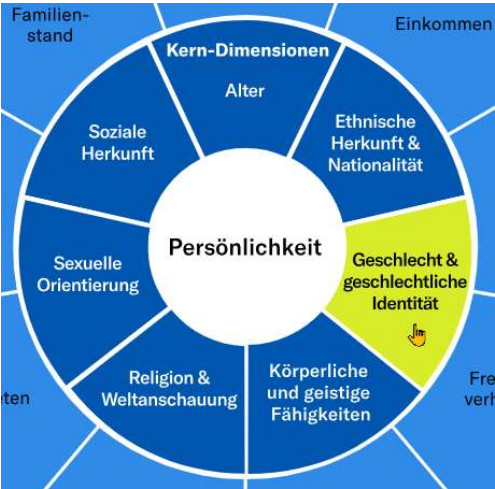 Familien-
stand
Einkommen
Kern-Dimensionen
Alter
Ethnische
Herkunft &
Nationalität
Soziale
Herkunft
Persönlichkeit
Geschlecht &
geschlechtliche
Identität
Sexuelle
Orientierung
Religion &
Weltanschauung
Körperliche
und geistige
Fähigkeiten